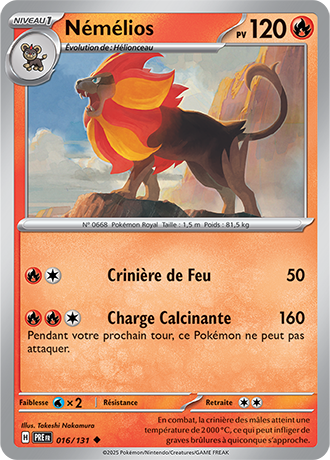 NIVEAU 1
Némélios
PV 120
Évolution de : Hélionceau
N° 0668 Pokémon Royal Taille : 1,5 m Poids : 81,5 kg
Crinière de Feu 50
Charge Calcinante 160
Pendant votre prochain tour, ce Pokémon ne peut pas
attaquer.
Faiblesse ×2 Résistance Retraite
Illus. Takeshi Nakamura
H PRE FR 016/131
En combat, la crinière des mâles atteint une
température de 2 000 °C, ce qui peut infliger de
graves brûlures à quiconque s'approche.
©2025 Pokémon/Nintendo/Creatures/GAME FREAK